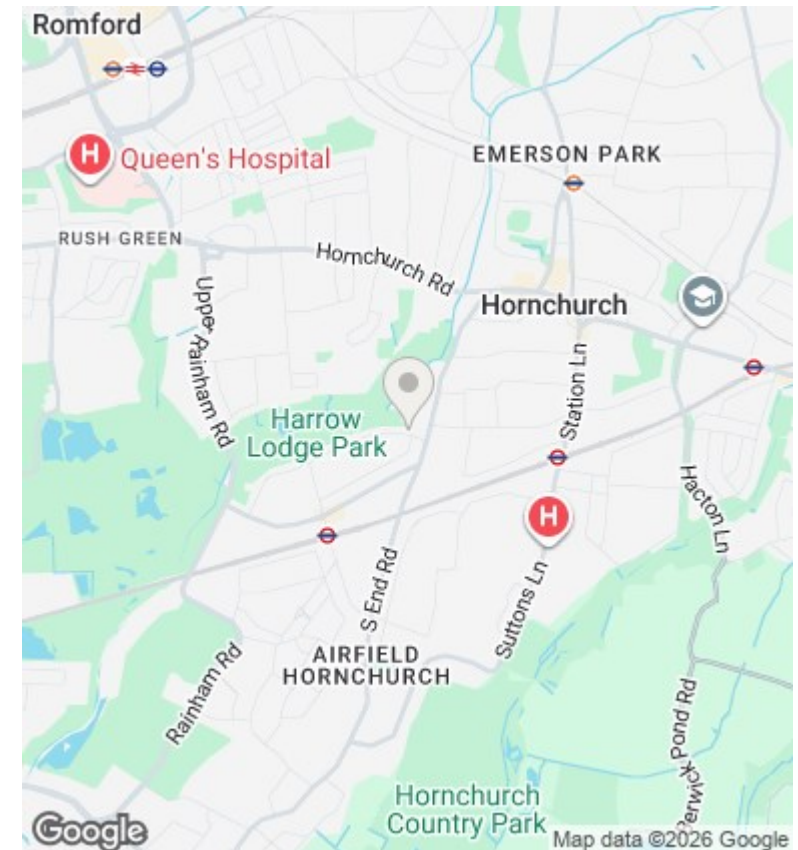 Romford
H
Queen's Hospital
EMERSON PARK
RUSH GREEN
Hornchurch Rd
Upper Rainham Rd
Hornchurch
Station Ln
Harrow
Lodge Park
Hacton Ln
H
S End Rd
Suttons Ln
AIRFIELD
HORNCHURCH
Rainham Rd
Berwick Pond Rd
Hornchurch
Country Park
Google
Map data ©2026 Google